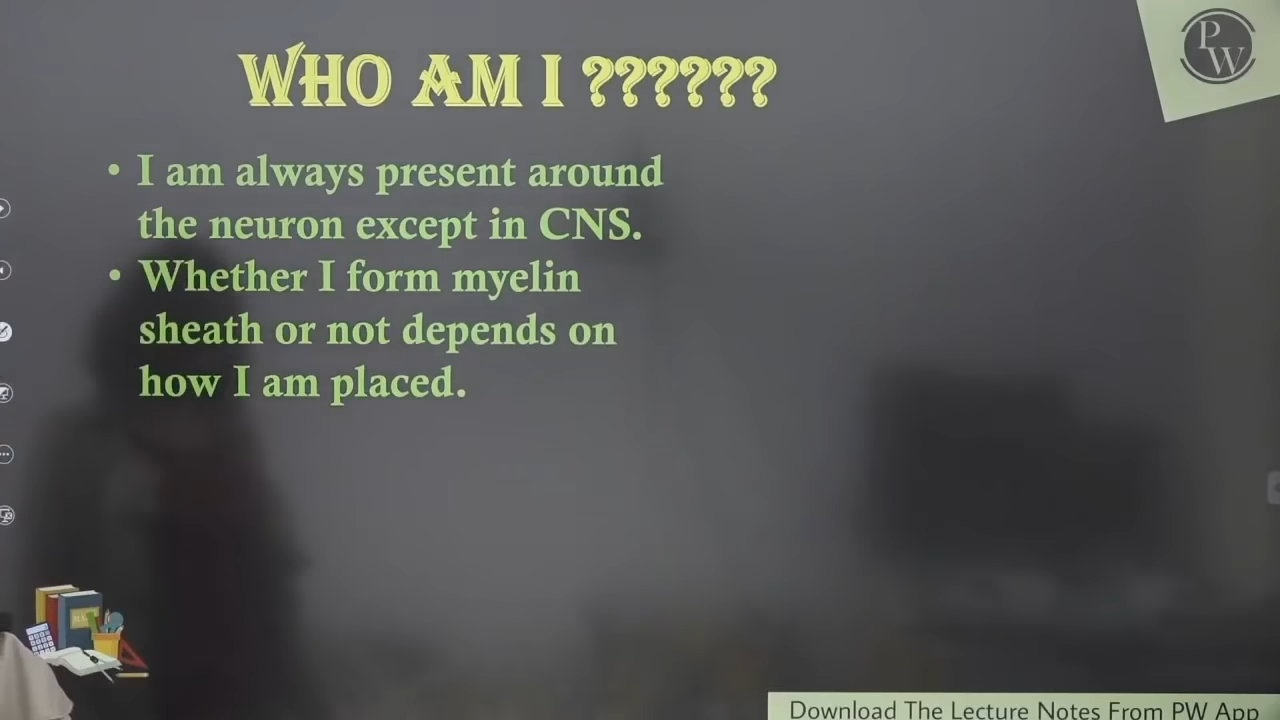 WHO AM I ??????
PW
• I am always present around
the neuron except in CNS.
• Whether I form myelin
sheath or not depends on
how I am placed.
Download The Lecture Notes From PW App